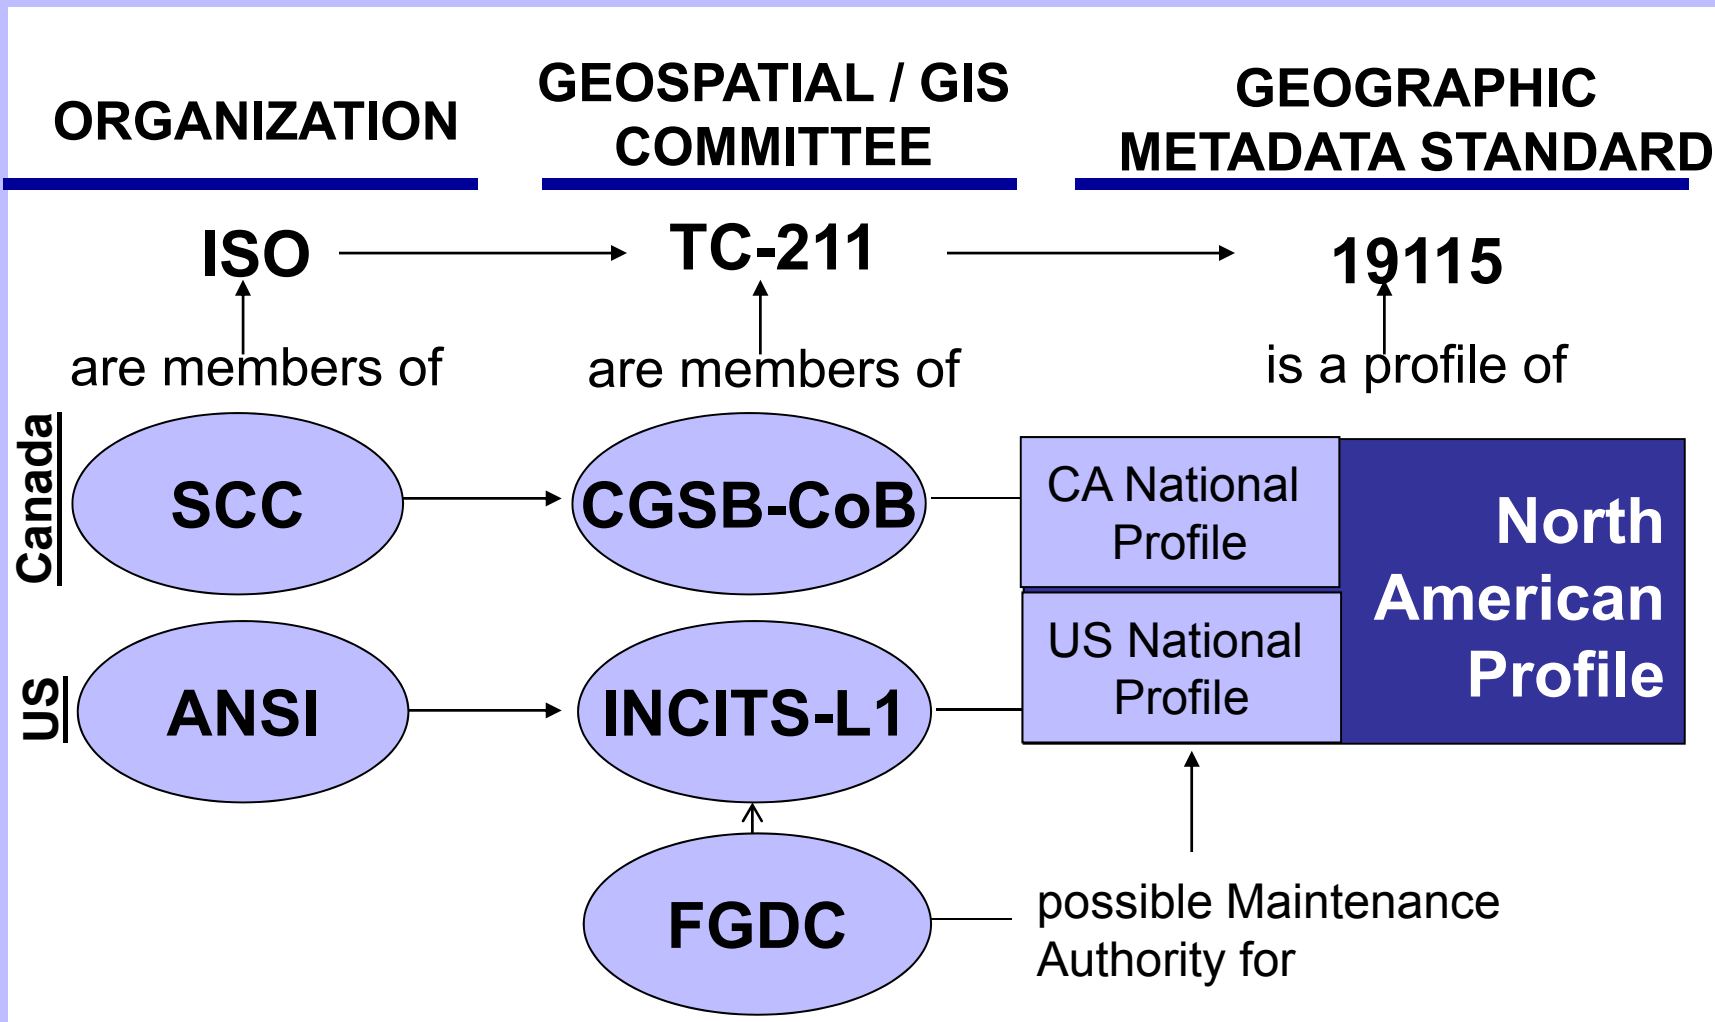 ORGANIZATION
GEOSPATIAL / GIS
COMMITTEE
GEOGRAPHIC
METADATA STANDARD
ISO
TC-211
19115
are members of
are members of
is a profile of
Canada
SCC
CGSB-CoB
CA National
Profile
North
American
Profile
US
ANSI
INCITS-L1
US National
Profile
FGDC
possible Maintenance
Authority for